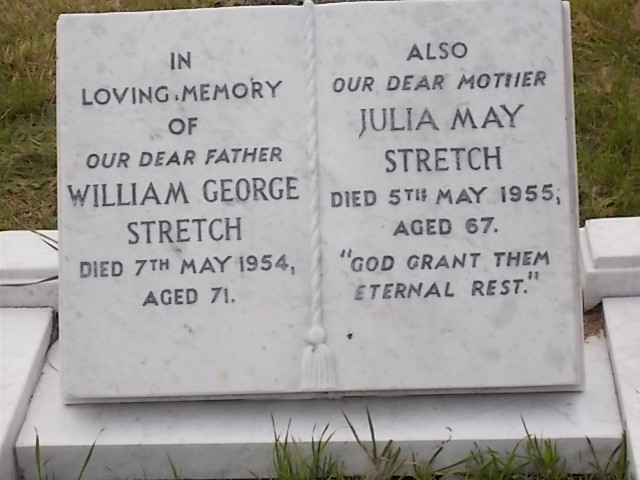 IN
LOVING MEMORY
OF
OUR DEAR FATHER
WILLIAM GEORGE
STRETCH
DIED 7TH MAY 1954,
AGED 71.
ALSO
OUR DEAR MOTHER
JULIA MAY
STRETCH
DIED 5TH MAY 1955,
AGED 67.
"GOD GRANT THEM
ETERNAL REST."